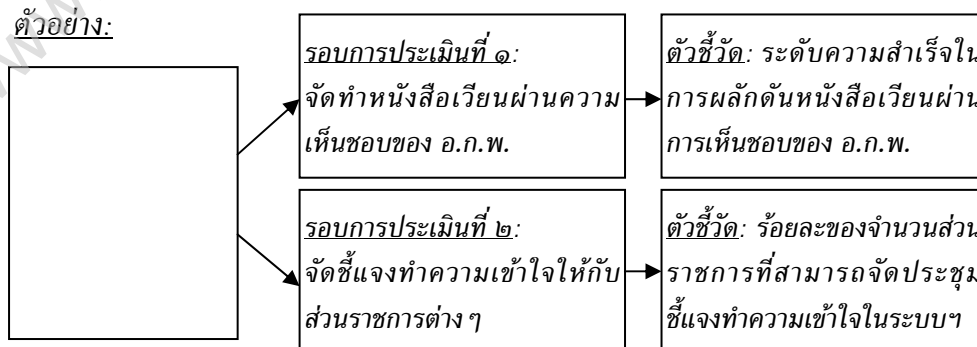 ตัวอย่าง:
รอบการประเมินที่ ๑:
จัดทำหนังสือเวียนผ่านความ
เห็นชอบของ อ.ก.พ.
ตัวชี้วัด: ระดับความสำเร็จใน
การผลักดันหนังสือเวียนผ่าน
การเห็นชอบของ อ.ก.พ.
รอบการประเมินที่ ๒:
จัดชี้แจงทำความเข้าใจให้กับ
ส่วนราชการต่าง ๆ
ตัวชี้วัด: ร้อยละของจำนวนส่วน
ราชการที่สามารถจัดประชุม
ชี้แจงทำความเข้าใจในระบบฯ